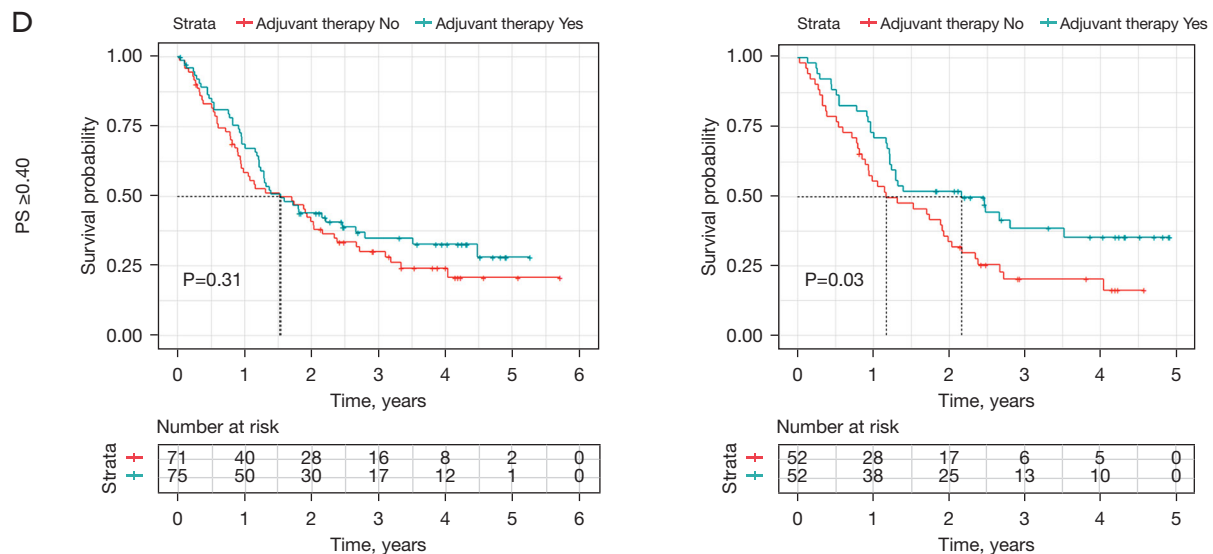 D
PS ≥0.40
Strata Adjuvant therapy No Adjuvant therapy Yes
Survival probability
1.00
0.75
0.50
0.25
0.00
P=0.31
0 1 2 3 4 5 6
Time, years
Number at risk
Strata
71 40 28 16 8 2 0
75 50 30 17 12 1 0
0 1 2 3 4 5 6
Time, years
Strata Adjuvant therapy No Adjuvant therapy Yes
Survival probability
1.00
0.75
0.50
0.25
0.00
P=0.03
0 1 2 3 4 5
Time, years
Number at risk
Strata
52 28 17 6 5 0
52 38 25 13 10 0
0 1 2 3 4 5
Time, years